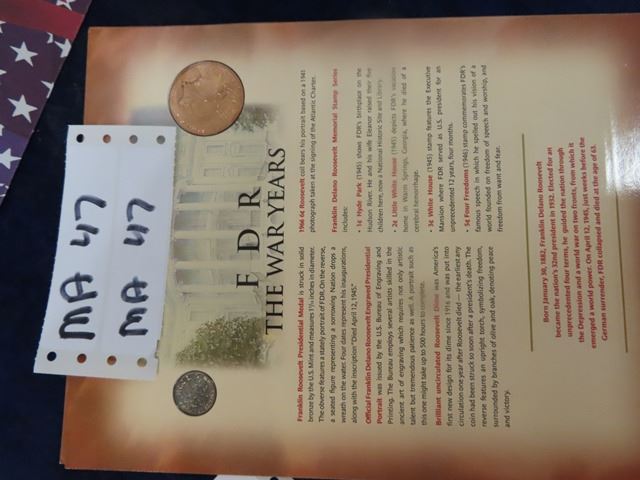 MA 47
MA 47
F D R
THE WAR YEARS
Franklin Roosevelt Presidential Medal is struck in solid
bronze by the U.S. Mint and measures 1 5/16 inches in diameter.
The obverse features a stately portrait of FDR. On the reverse,
a seated figure representing a sorrowing Nation drops a
wreath on the water. Four dates represent his inaugurations,
along with the inscription "Died April 12, 1945."
Official Franklin Delano Roosevelt Engraved Presidential
Portrait was issued by the U.S. Bureau of Engraving and
Printing. The Bureau employs several artists skilled in the
ancient art of engraving which requires not only artistic
talent but tremendous patience as well. A portrait such as
this one might take up to 500 hours to complete.
Brilliant uncirculated Roosevelt Dime was America's
first new design for its dime since 1916 and was put into
circulation one year after Roosevelt died — the earliest any
coin had been struck so soon after a president's death. The
reverse features an upright torch, symbolizing freedom,
surrounded by branches of olive and oak, denoting peace
and victory.
1966 6¢ Roosevelt coil bears his portrait based on a 1941
photograph taken at the signing of the Atlantic Charter.
Franklin Delano Roosevelt Memorial Stamp Series
includes:
• 1¢ Hyde Park (1945) shows FDR's birthplace on the
Hudson River. He and his wife Eleanor raised their five
children here, now a National Historic Site and Library.
• 2¢ Little White House (1945) depicts FDR's vacation
home in Warm Springs, Georgia, where he died of a
cerebral hemorrhage.
• 3¢ White House (1945) stamp features the Executive
Mansion where FDR served as U.S. president for an
unprecedented 12 years, four months.
• 5¢ Four Freedoms (1946) stamp commemorates FDR's
famous speech in which he spelled out his vision of a
world founded on freedom of speech and worship, and
freedom from want and fear.
Born January 30, 1882, Franklin Delano Roosevelt
became the nation's 32nd president in 1932. Elected for an
unprecedented four terms, he guided the nation through
the Depression and a world war on two fronts, from which it
emerged a world power. On April 12, 1945, just weeks before the
German surrender, FDR collapsed and died at the age of 63.